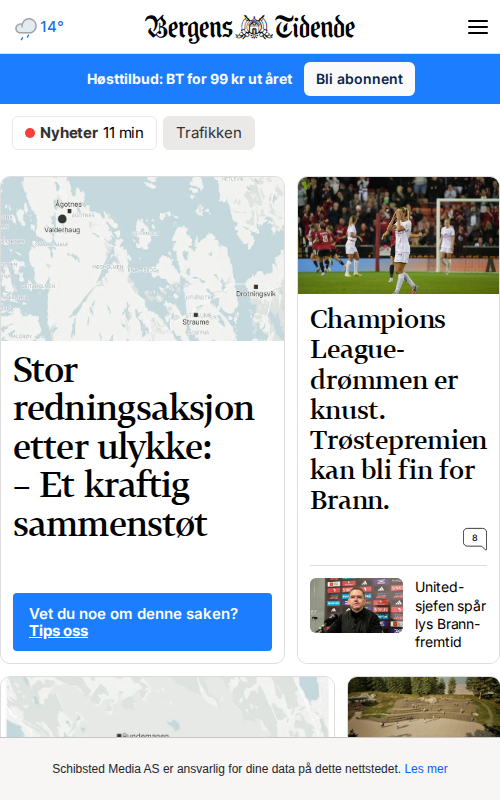 14°
Bergens Tidende
Høsttilbud: BT for 99 kr ut året
Bli abonnent
Nyheter 11 min
Trafikken
Ågotnes
Valderhaug
Drotningsvik
Straume
Stor
redningsaksjon
etter ulykke:
– Et kraftig
sammenstøt
Vet du noe om denne saken?
Tips oss
Champions
League-
drømmen er
knust.
Trøstepremien
kan bli fin for
Brann.
8
United-
sjefen spår
lys Brann-
fremtid
Schibsted Media AS er ansvarlig for dine data på dette nettstedet. Les mer